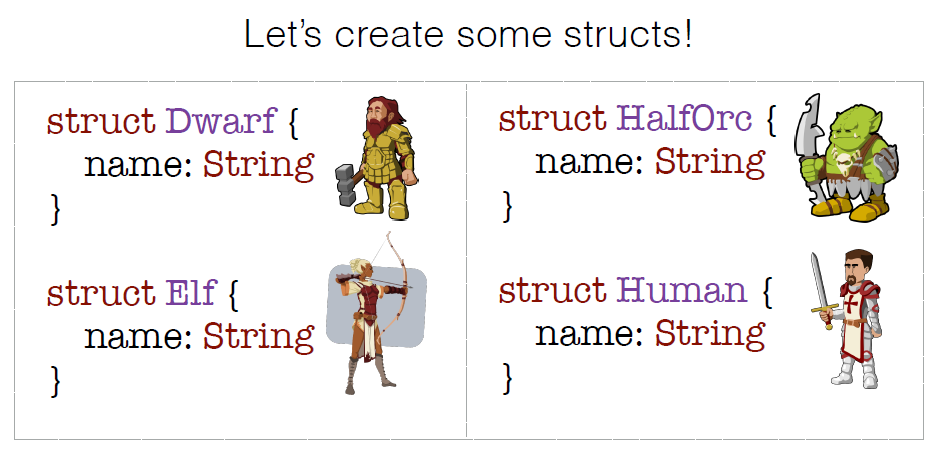 Let’s create some structs!
struct Dwarf {
name: String
}
struct Elf {
name: String
}
struct HalfOrc {
name: String
}
struct Human {
name: String
}